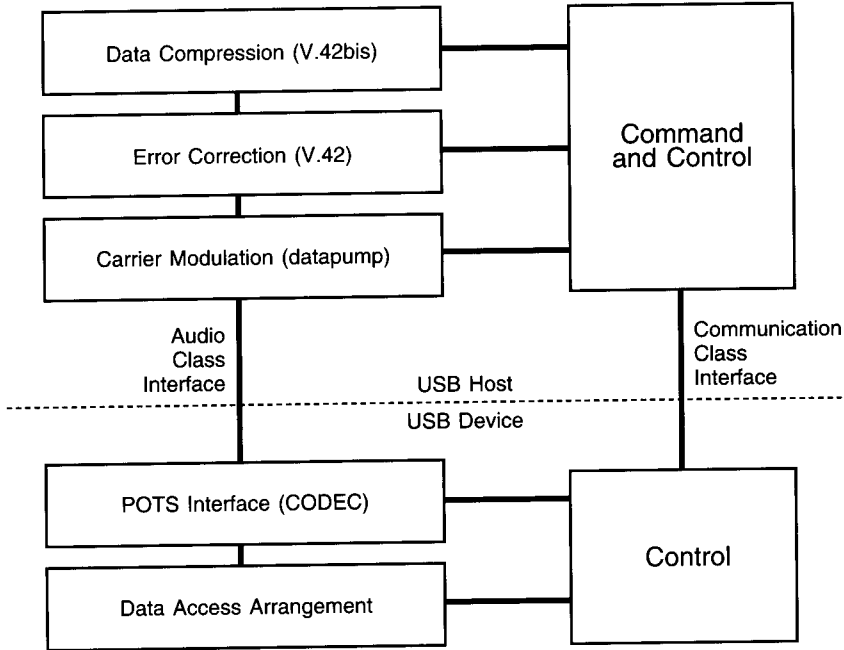 Data Compression (V.42bis)
Error Correction (V.42)
Carrier Modulation (datapump)
Command
and Control
Audio
Class
Interface
Communication
Class
Interface
USB Host
USB Device
POTS Interface (CODEC)
Data Access Arrangement
Control